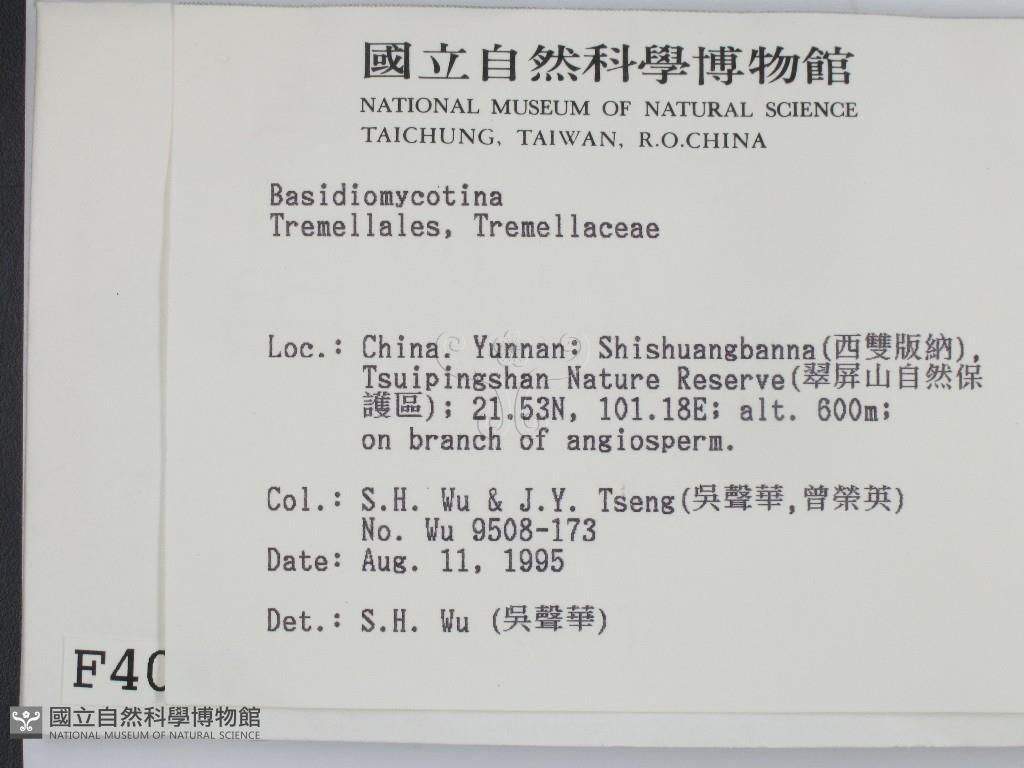 國立自然科學博物館
NATIONAL MUSEUM OF NATURAL SCIENCE
TAICHUNG, TAIWAN, R.O.CHINA
Basidiomycotina
Tremellales, Tremellaceae
Loc.: China. Yunnan: Shishuangbanna(西雙版納),
Tsuipingshan Nature Reserve(翠屏山自然保
護區); 21.53N, 101.18E; alt. 600m;
on branch of angiosperm.
Col.: S.H. Wu & J.Y. Tseng(吳聲華,曾榮英)
No. Wu 9508-173
Date: Aug. 11, 1995
Det.: S.H. Wu (吳聲華)
F40
國立自然科學博物館
NATIONAL MUSEUM OF NATURAL SCIENCE